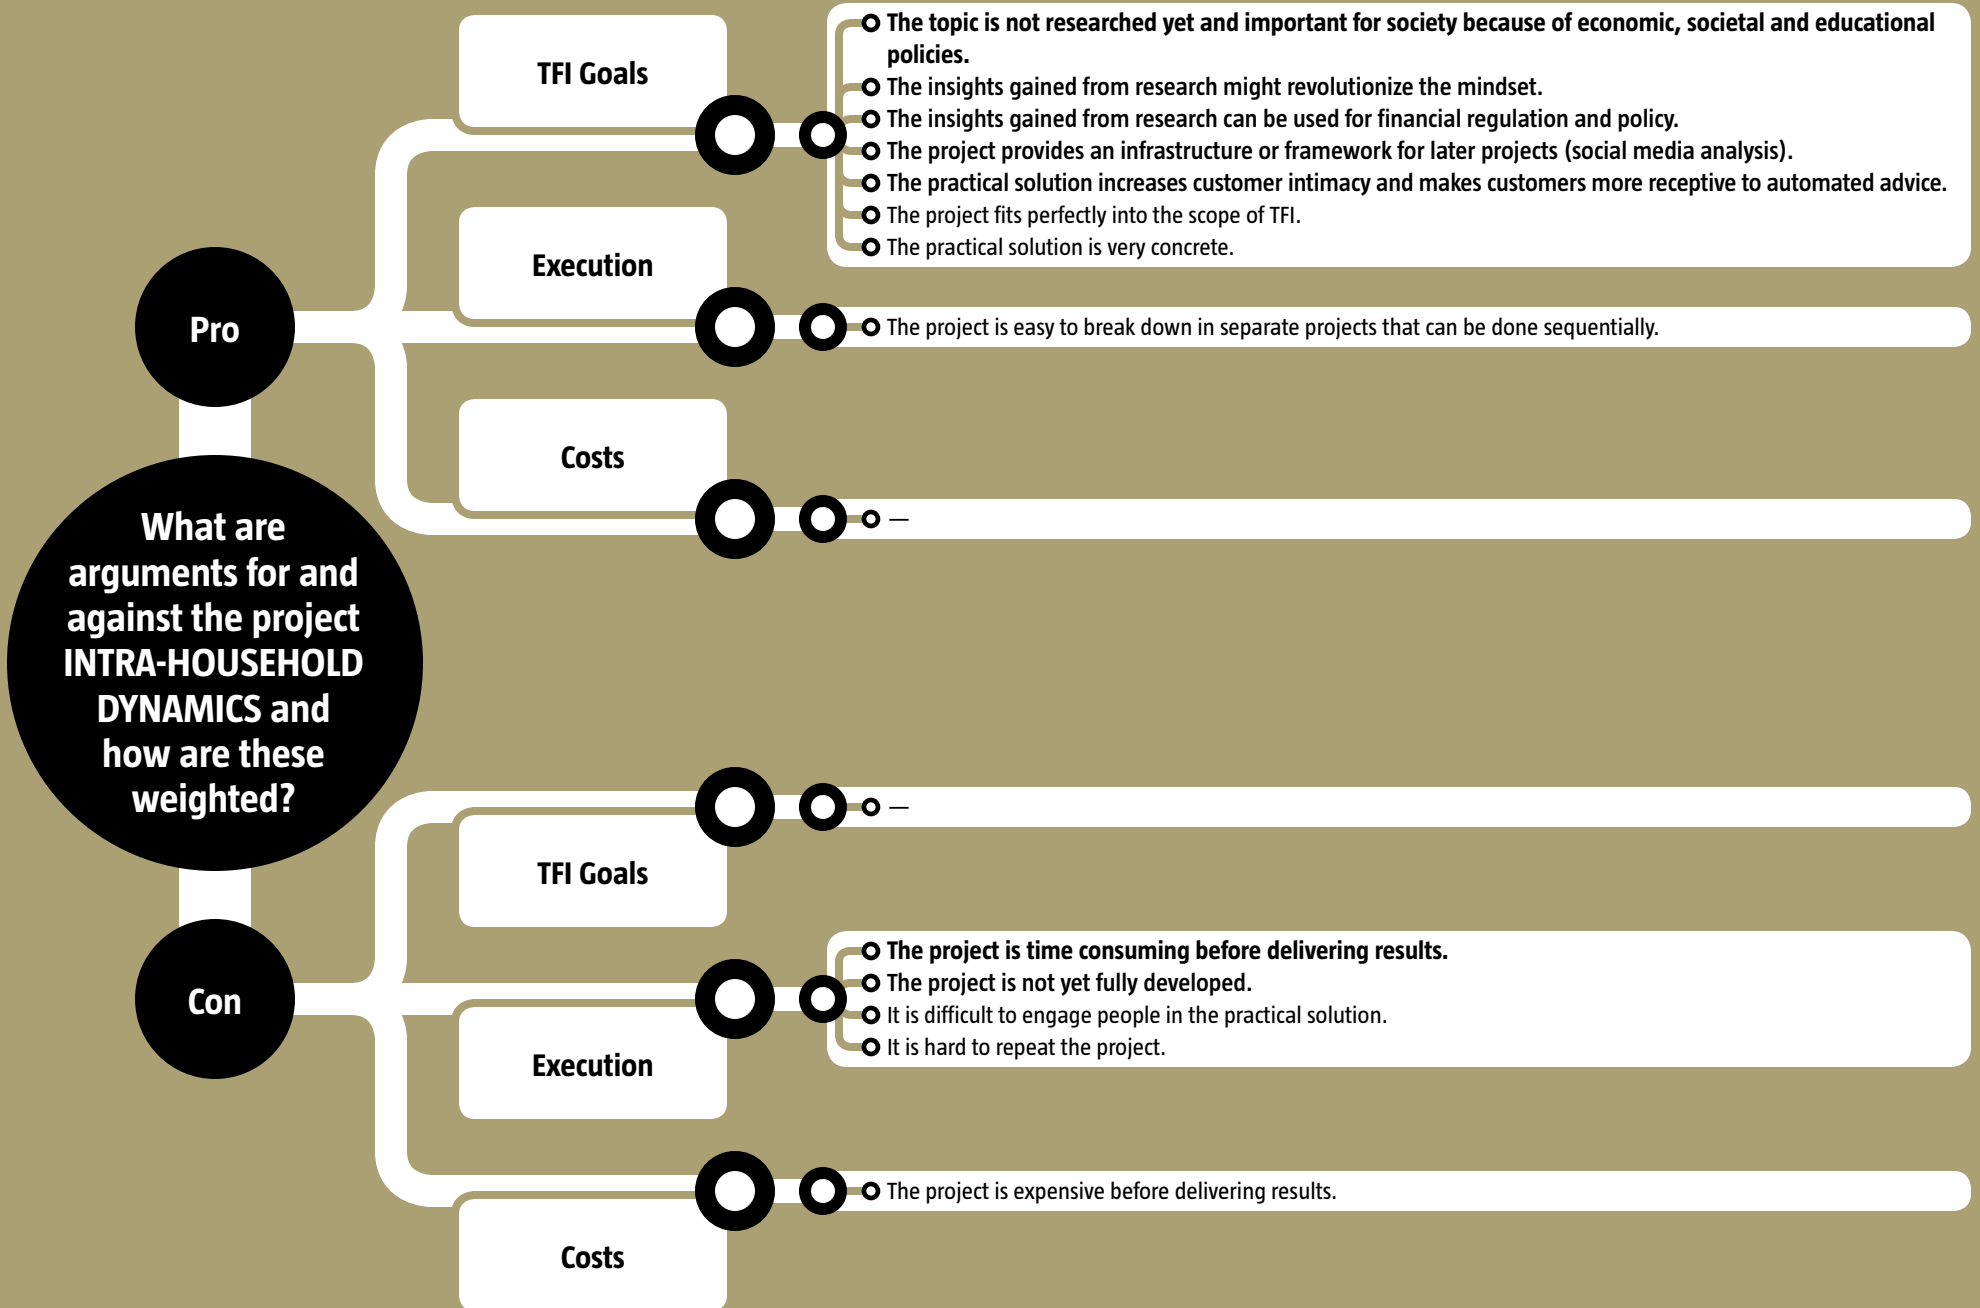 What are
arguments for and
against the project
INTRA-HOUSEHOLD
DYNAMICS and
how are these
weighted?
Pro
TFI Goals
The topic is not researched yet and important for society because of economic, societal and educational
policies.
The insights gained from research might revolutionize the mindset.
The insights gained from research can be used for financial regulation and policy.
The project provides an infrastructure or framework for later projects (social media analysis).
The practical solution increases customer intimacy and makes customers more receptive to automated advice.
The project fits perfectly into the scope of TFI.
The practical solution is very concrete.
Execution
The project is easy to break down in separate projects that can be done sequentially.
Costs
—
Con
TFI Goals
—
Execution
The project is time consuming before delivering results.
The project is not yet fully developed.
It is difficult to engage people in the practical solution.
It is hard to repeat the project.
Costs
The project is expensive before delivering results.